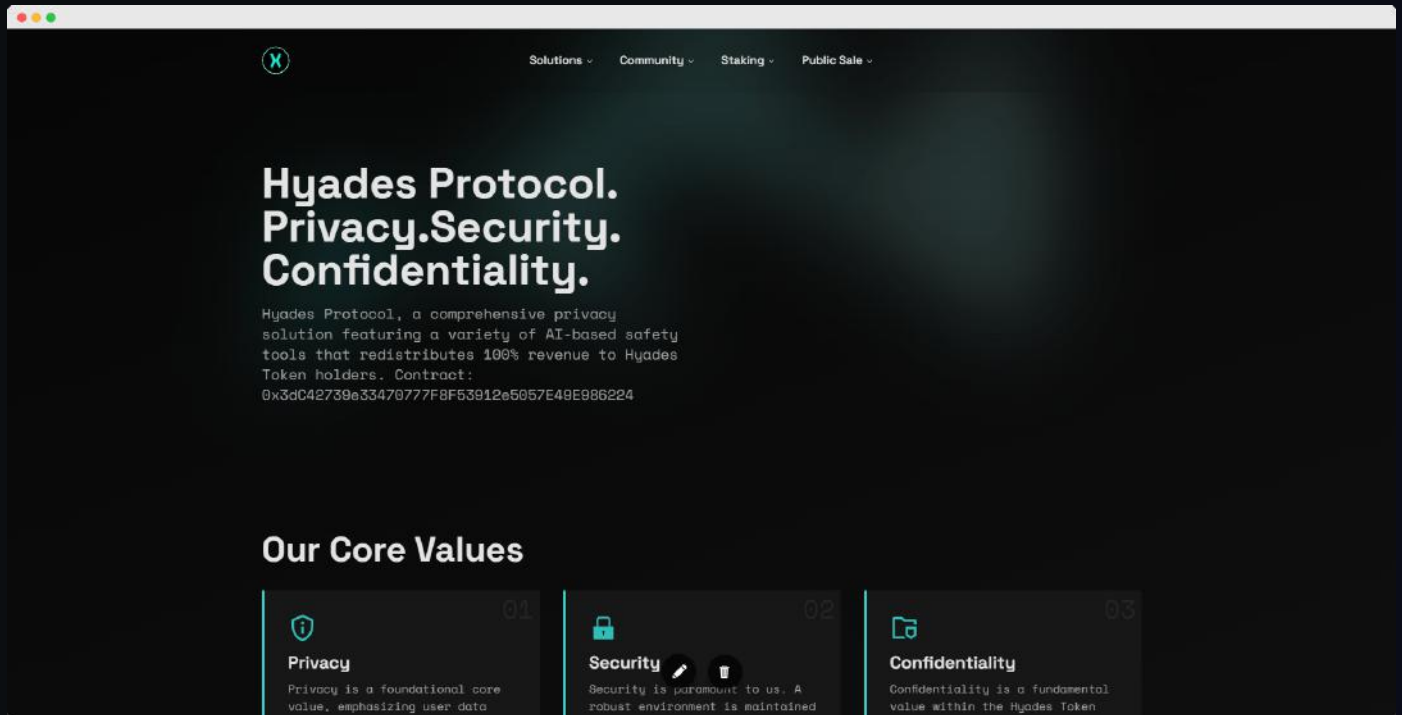 Solutions Community Staking Public Sale
Hyades Protocol.
Privacy.Security.
Confidentiality.
Hyades Protocol, a comprehensive privacy
solution featuring a variety of AI-based safety
tools that redistributes 100% revenue to Hyades
Token holders. Contract:
0x3dC42739e33470777F8F53912e5057E49E986224
Our Core Values
01
Privacy
Privacy is a foundational core
value, emphasizing user data
02
Security
Security is paramount to us. A
robust environment is maintained
03
Confidentiality
Confidentiality is a fundamental
value within the Hyades Token